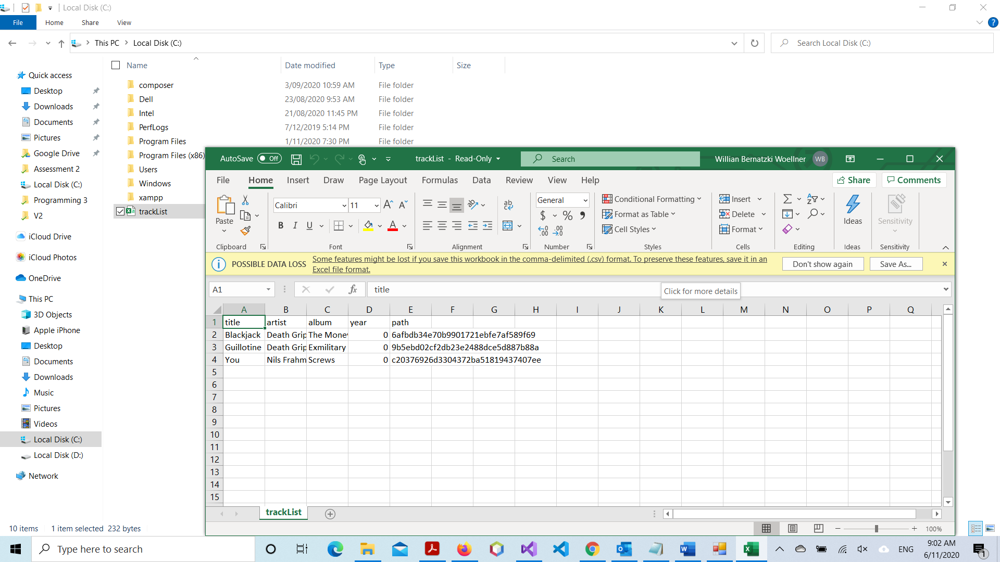 Local Disk (C:)
File Home Share View
This PC Local Disk (C:)
Search Local Disk (C:)
Name Date modified Type Size
Quick access
Desktop
Downloads
Documents
Pictures
Google Drive
Assessment 2
Local Disk (C:)
Programming 3
V2
iCloud Drive
iCloud Photos
OneDrive
This PC
3D Objects
Apple iPhone
Desktop
Documents
Downloads
Music
Pictures
Videos
Local Disk (C:)
Local Disk (D:)
Network
composer 3/09/2020 10:59 AM File folder
Dell 23/08/2020 9:53 AM File folder
Intel 21/08/2020 11:45 PM File folder
PerfLogs 7/12/2019 5:14 PM File folder
Program Files 1/11/2020 7:30 PM File folder
Program Files (x86)
Users
Windows
xampp
trackList
AutoSave Off trackList - Read-Only Search Willian Bernatzki Woellner WB
File Home Insert Draw Page Layout Formulas Data Review View Help Share Comments
Paste
Clipboard
Calibri 11
B I U A
Font
Alignment
General
$ % 9
Number
Conditional Formatting
Format as Table
Cell Styles
Styles
Insert
Delete
Format
Cells
Editing
Ideas
Ideas
Sensitivity
Sensitivity
POSSIBLE DATA LOSS Some features might be lost if you save this workbook in the comma-delimited (.csv) format. To preserve these features, save it in an
Excel file format.
Don't show again Save As...
A1 fx title
Click for more details
A B C D E F G H I J K L M N O P Q
1 title artist album year path
2 Blackjack Death Grip The Money 0 6afbdb34e70b9901721ebfe7af589f69
3 Guillotine Death Grip Exmilitary 0 9b5ebd02cf2db23e2488dce5d887b88a
4 You Nils Frahm Screws 0 c20376926d3304372ba51819437407ee
5
6
7
8
9
10
11
12
13
14
15
trackList
100%
10 items 1 item selected 232 bytes
Type here to search
ENG
9:02 AM
6/11/2020
1